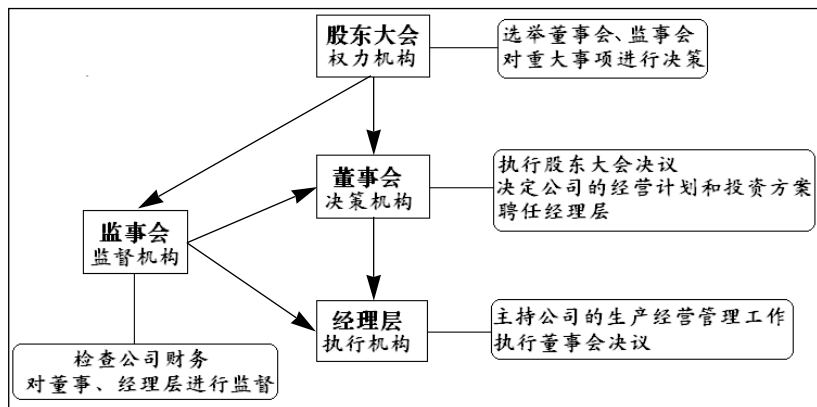 股东大会
权力机构
选举董事会、监事会
对重大事项进行决策
董事会
决策机构
执行股东大会决议
决定公司的经营计划和投资方案
聘任经理层
监事会
监督机构
经理层
执行机构
主持公司的生产经营管理工作
执行董事会决议
检查公司财务
对董事、经理层进行监督